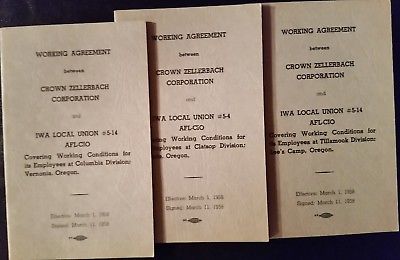 WORKING AGREEMENT
between
CROWN ZELLERBACH
CORPORATION
and
IWA LOCAL UNION #5-14
AFL-CIO
Covering Working Conditions for
its Employees at Columbia Division;
Vernonia, Oregon.
Effective: March 1, 1958
Signed: March 11, 1958
WORKING AGREEMENT
between
CROWN ZELLERBACH
CORPORATION
and
IWA LOCAL UNION #5-4
AFL-CIO
Covering Working Conditions for
its Employees at Clatsop Division;
Oregon.
Effective: March 1, 1958
Signed: March 11, 1958
WORKING AGREEMENT
between
CROWN ZELLERBACH
CORPORATION
and
IWA LOCAL UNION #5-14
AFL-CIO
Covering Working Conditions for
its Employees at Tillamook Division;
Camp, Oregon.
Effective: March 1, 1958
Signed: March 11, 1958